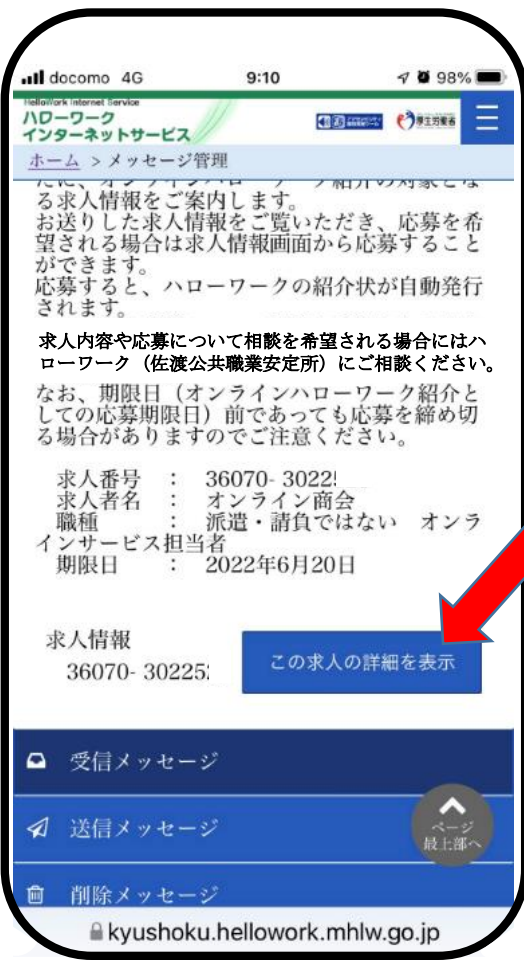 docomo 4G 9:10 98%
HelloWork Internet Service
ハローワーク
インターネットサービス
厚生労働省
ホーム > メッセージ管理
る求人情報をご案内します。
お送りした求人情報をご覧いただき、応募を希
望される場合は求人情報画面から応募すること
ができます。
応募すると、ハローワークの紹介状が自動発行
されます。
求人内容や応募について相談を希望される場合にはハ
ローワーク（佐渡公共職業安定所）にご相談ください。
なお、期限日（オンラインハローワーク紹介と
しての応募期限日）前であっても応募を締め切
る場合がありますのでご注意ください。
求人番号 ： 36070- 3022
求人者名 ： オンライン商会
職種 ： 派遣・請負ではない オンラ
インサービス担当者
期限日 ： 2022年6月20日
求人情報
36070- 30225
この求人の詳細を表示
受信メッセージ
送信メッセージ
ページ
最上部へ
削除メッセージ
kyushoku.hellowork.mhlw.go.jp